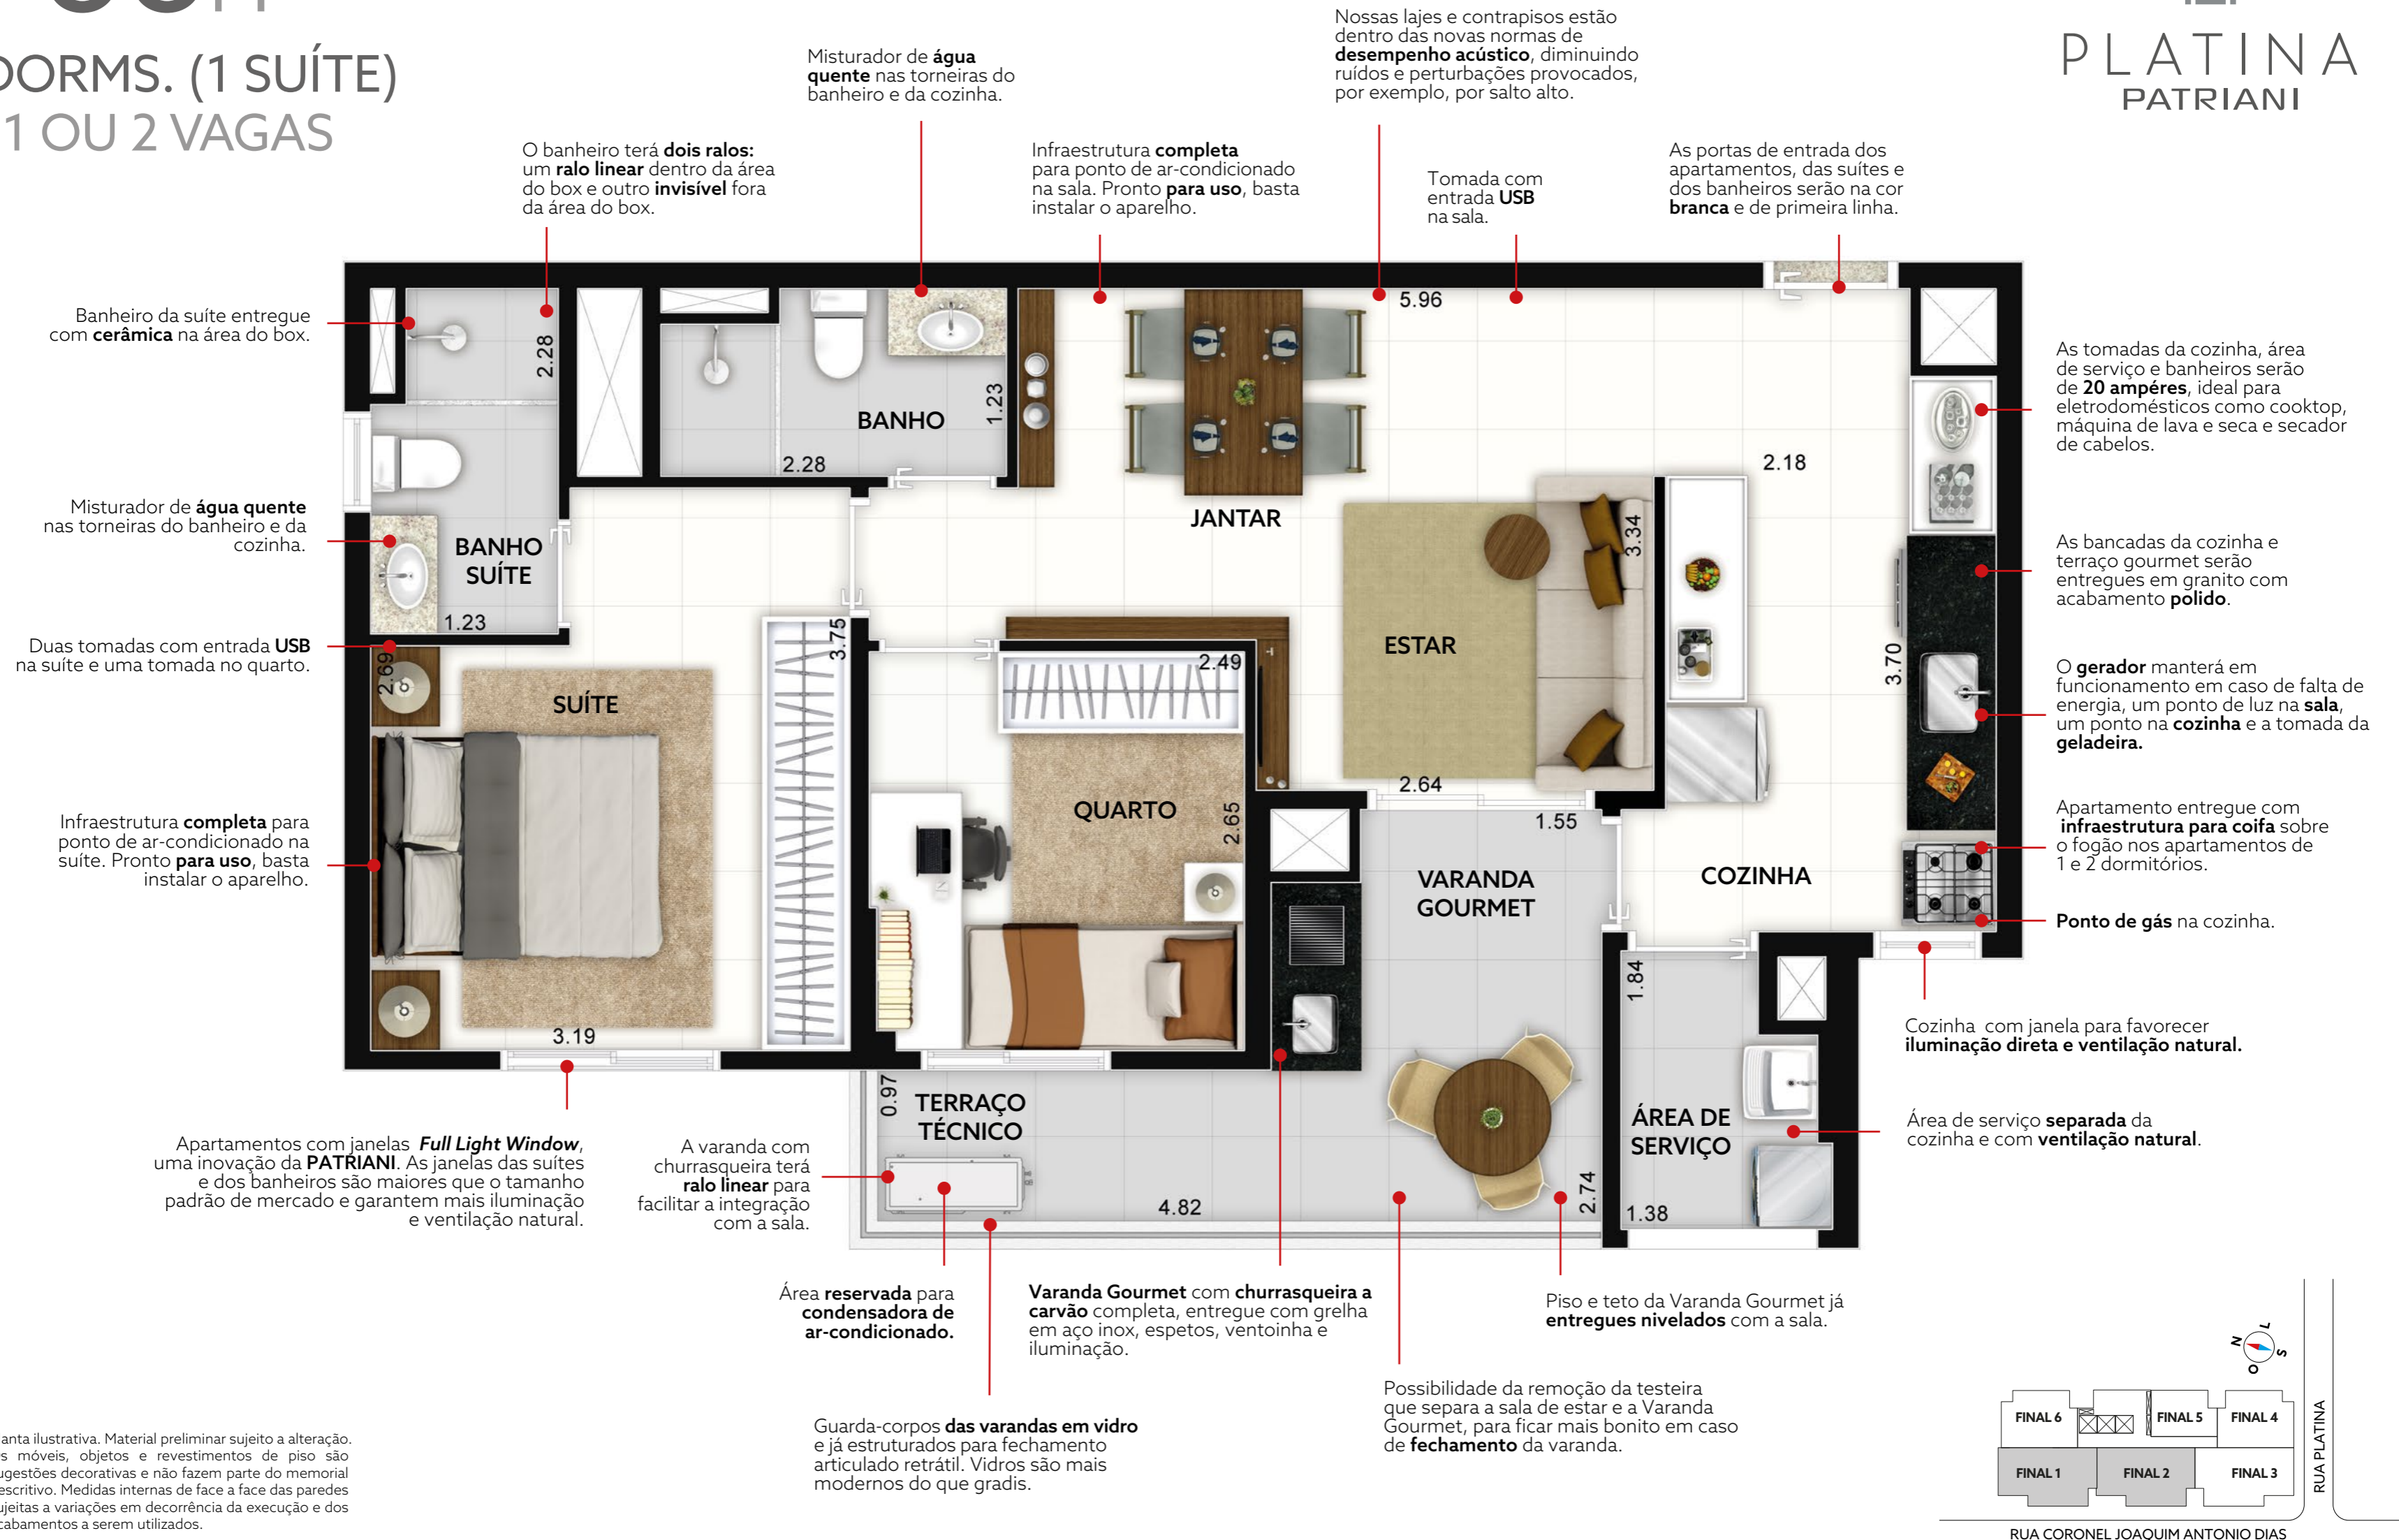 DORMS. (1 SUÍTE)
1 OU 2 VAGAS
PLATINA
PATRIANI
Misturador de água
quente nas torneiras do
banheiro e da cozinha.
Nossas lajes e contrapisos estão
dentro das novas normas de
desempenho acústico, diminuindo
ruídos e perturbações provocados,
por exemplo, por salto alto.
O banheiro terá dois ralos:
um ralo linear dentro da área
do box e outro invisível fora
da área do box.
Infraestrutura completa
para ponto de ar-condicionado
na sala. Pronto para uso, basta
instalar o aparelho.
Tomada com
entrada USB
na sala.
As portas de entrada dos
apartamentos, das suítes e
dos banheiros serão na cor
branca e de primeira linha.
Banheiro da suíte entregue
com cerâmica na área do box.
Misturador de água quente
nas torneiras do banheiro e da
cozinha.
Duas tomadas com entrada USB
na suíte e uma tomada no quarto.
Infraestrutura completa para
ponto de ar-condicionado na
suíte. Pronto para uso, basta
instalar o aparelho.
2.28
BANHO
SUÍTE
1.23
BANHO
2.28
1.23
5.96
JANTAR
2.18
3.34
ESTAR
2.64
3.75
2.69
SUÍTE
3.19
2.49
QUARTO
2.65
1.55
VARANDA
GOURMET
3.70
COZINHA
1.84
ÁREA DE
SERVIÇO
1.38
0.97
TERRAÇO
TÉCNICO
4.82
2.74
As tomadas da cozinha, área
de serviço e banheiros serão
de 20 ampéres, ideal para
eletrodomésticos como cooktop,
máquina de lava e seca e secador
de cabelos.
As bancadas da cozinha e
terraço gourmet serão
entregues em granito com
acabamento polido.
O gerador manterá em
funcionamento em caso de falta de
energia, um ponto de luz na sala,
um ponto na cozinha e a tomada da
geladeira.
Apartamento entregue com
infraestrutura para coifa sobre
o fogão nos apartamentos de
1 e 2 dormitórios.
Ponto de gás na cozinha.
Cozinha com janela para favorecer
iluminação direta e ventilação natural.
Área de serviço separada da
cozinha e com ventilação natural.
Apartamentos com janelas Full Light Window,
uma inovação da PATRIANI. As janelas das suítes
e dos banheiros são maiores que o tamanho
padrão de mercado e garantem mais iluminação
e ventilação natural.
A varanda com
churrasqueira terá
ralo linear para
facilitar a integração
com a sala.
Área reservada para
condensadora de
ar-condicionado.
Varanda Gourmet com churrasqueira a
carvão completa, entregue com grelha
em aço inox, espetos, ventoinha e
iluminação.
Piso e teto da Varanda Gourmet já
entregues nivelados com a sala.
Guarda-corpos das varandas em vidro
e já estruturados para fechamento
articulado retrátil. Vidros são mais
modernos do que gradis.
Possibilidade da remoção da testeira
que separa a sala de estar e a Varanda
Gourmet, para ficar mais bonito em caso
de fechamento da varanda.
anta ilustrativa. Material preliminar sujeito a alteração.
s móveis, objetos e revestimentos de piso são
ugestões decorativas e não fazem parte do memorial
escritivo. Medidas internas de face a face das paredes
ujeitas a variações em decorrência da execução e dos
cabamentos a serem utilizados.
N
L
S
O
FINAL 6
FINAL 5
FINAL 4
FINAL 1
FINAL 2
FINAL 3
RUA PLATINA
RUA CORONEL JOAQUIM ANTONIO DIAS